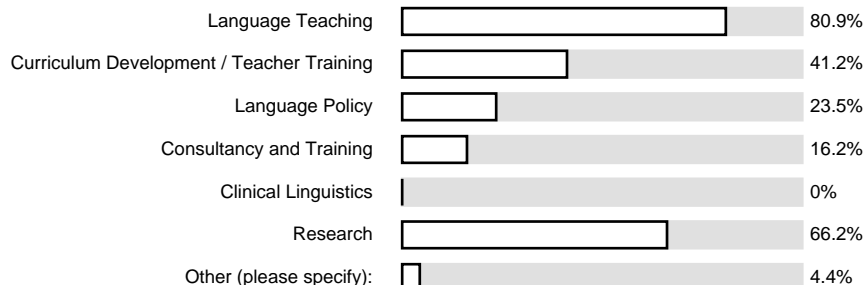 Language Teaching 80.9%
Curriculum Development / Teacher Training 41.2%
Language Policy 23.5%
Consultancy and Training 16.2%
Clinical Linguistics 0%
Research 66.2%
Other (please specify): 4.4%